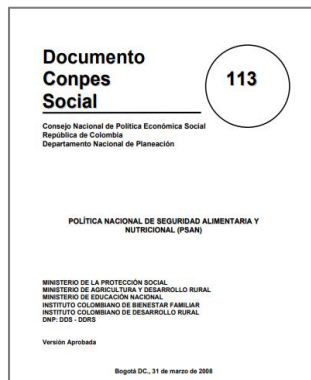 Documento
Conpes
Social
113
Consejo Nacional de Política Económica Social
República de Colombia
Departamento Nacional de Planeación
POLÍTICA NACIONAL DE SEGURIDAD ALIMENTARIA Y
NUTRICIONAL (PSAN)
MINISTERIO DE LA PROTECCIÓN SOCIAL
MINISTERIO DE AGRICULTURA Y DESARROLLO RURAL
MINISTERIO DE EDUCACIÓN NACIONAL
INSTITUTO COLOMBIANO DE BIENESTAR FAMILIAR
INSTITUTO COLOMBIANO DE DESARROLLO RURAL
DNP: DDS - DDRS
Versión Aprobada
Bogotá DC., 31 de marzo de 2008